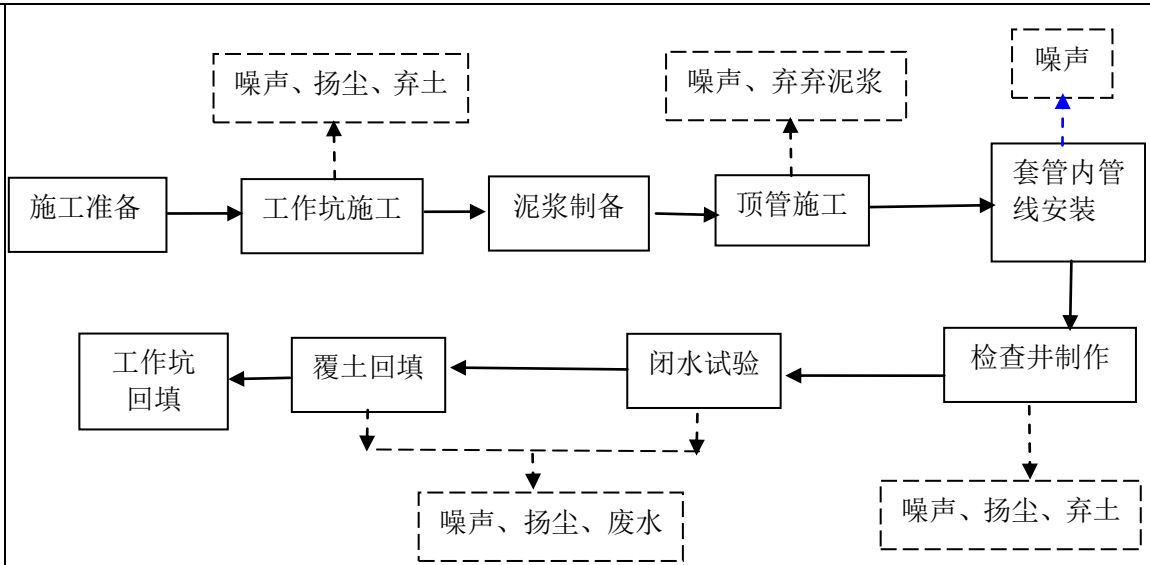 噪声、扬尘、弃土
噪声、弃弃泥浆
噪声
施工准备
工作坑施工
泥浆制备
顶管施工
套管内管
线安装
工作坑
回填
覆土回填
闭水试验
检查井制作
噪声、扬尘、废水
噪声、扬尘、弃土